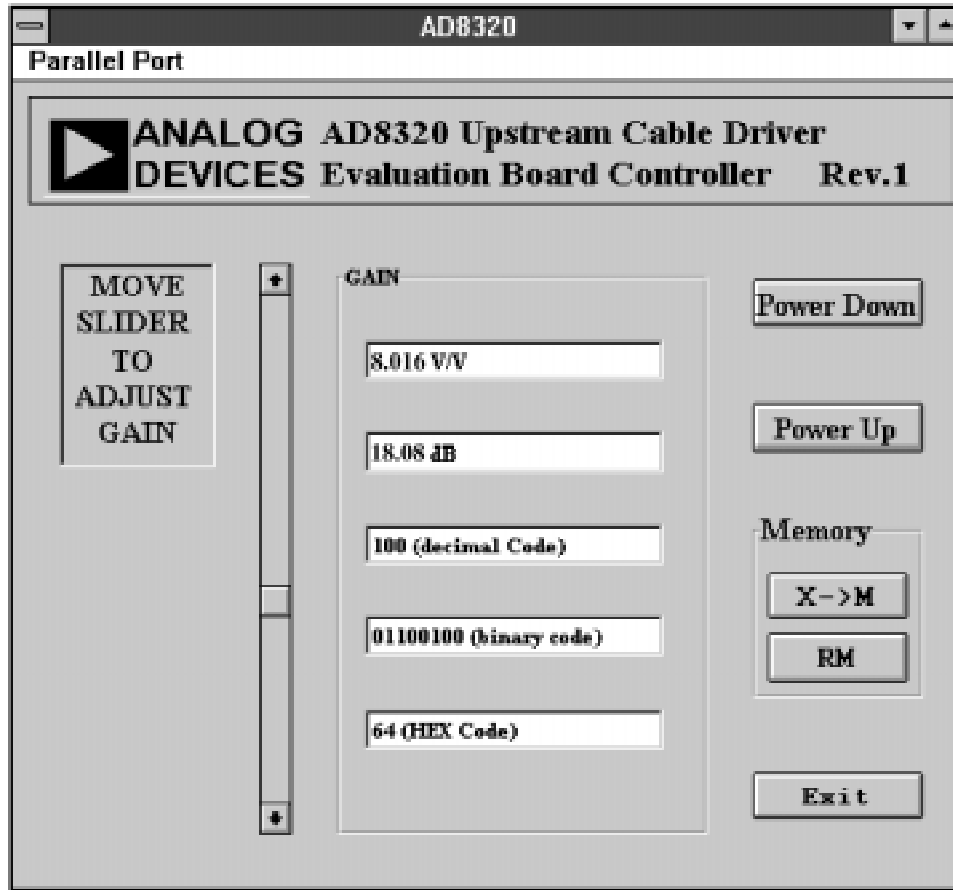 AD8320
Parallel Port
ANALOG DEVICES
AD8320 Upstream Cable Driver
Evaluation Board Controller Rev.1
MOVE
SLIDER
TO
ADJUST
GAIN
GAIN
8.016 V/V
18.08 dB
100 (decimal Code)
01100100 (binary code)
64 (HEX Code)
Power Down
Power Up
Memory
X->M
RM
Exit